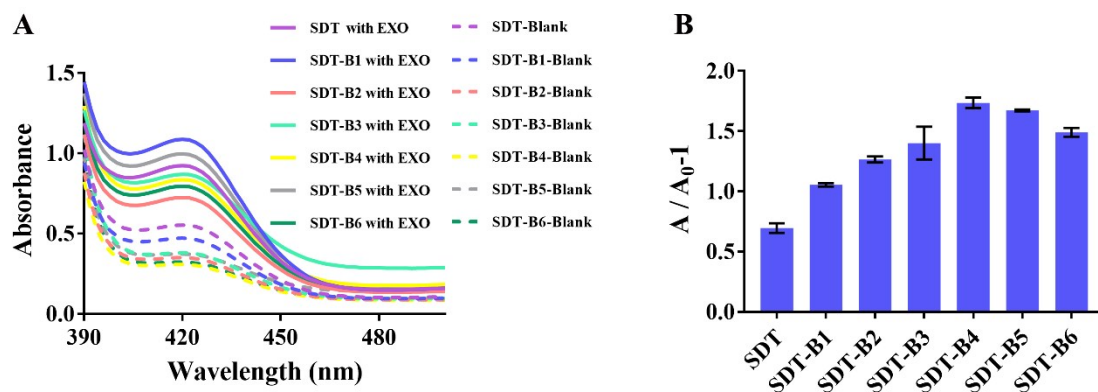 A
SDT with EXO
SDT-B1 with EXO
SDT-B2 with EXO
SDT-B3 with EXO
SDT-B4 with EXO
SDT-B5 with EXO
SDT-B6 with EXO
SDT-Blank
SDT-B1-Blank
SDT-B2-Blank
SDT-B3-Blank
SDT-B4-Blank
SDT-B5-Blank
SDT-B6-Blank
Absorbance
1.5
1.0
0.5
0.0
390
420
450
480
Wavelength (nm)
B
A / A0-1
2.0
1.5
1.0
0.5
0.0
SDT
SDT-B1
SDT-B2
SDT-B3
SDT-B4
SDT-B5
SDT-B6